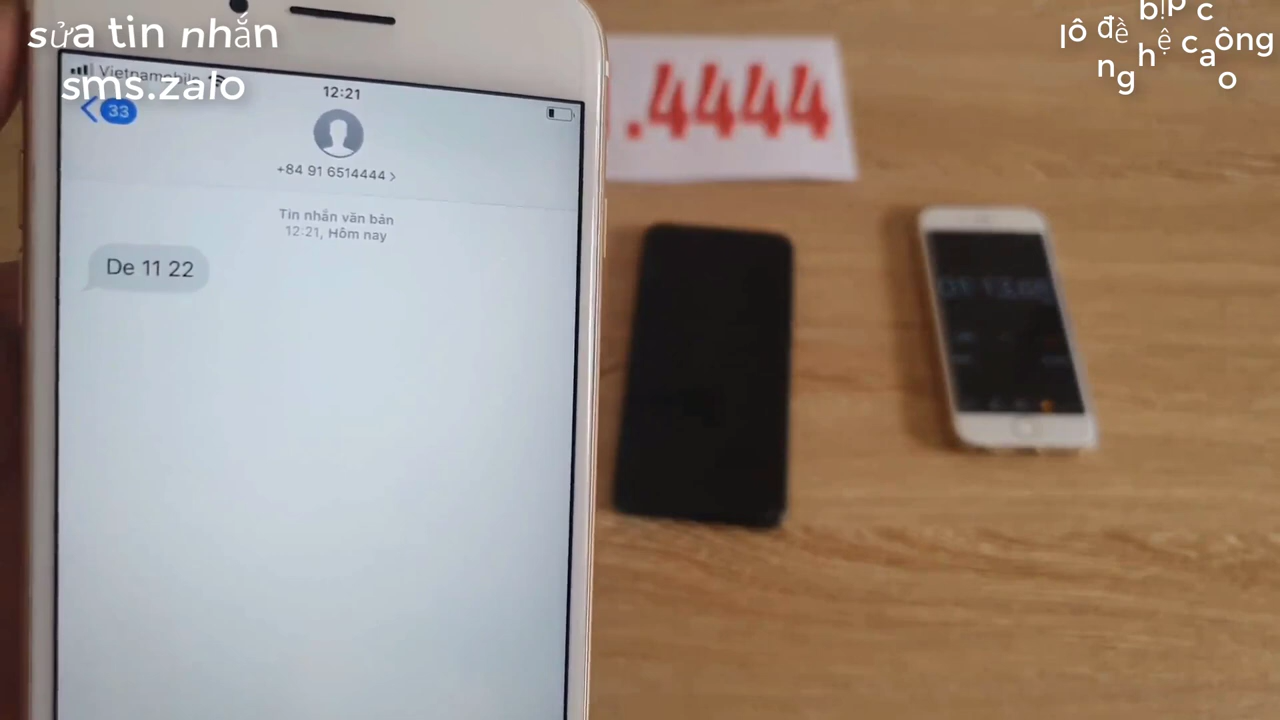 sửa tin nhắn
sms.zalo
Vietnamobile
12:21
33
+84 91 6514444 >
Tin nhắn văn bản
12:21, Hôm nay
De 11 22
.4444
lô đề bịp công nghệ cao